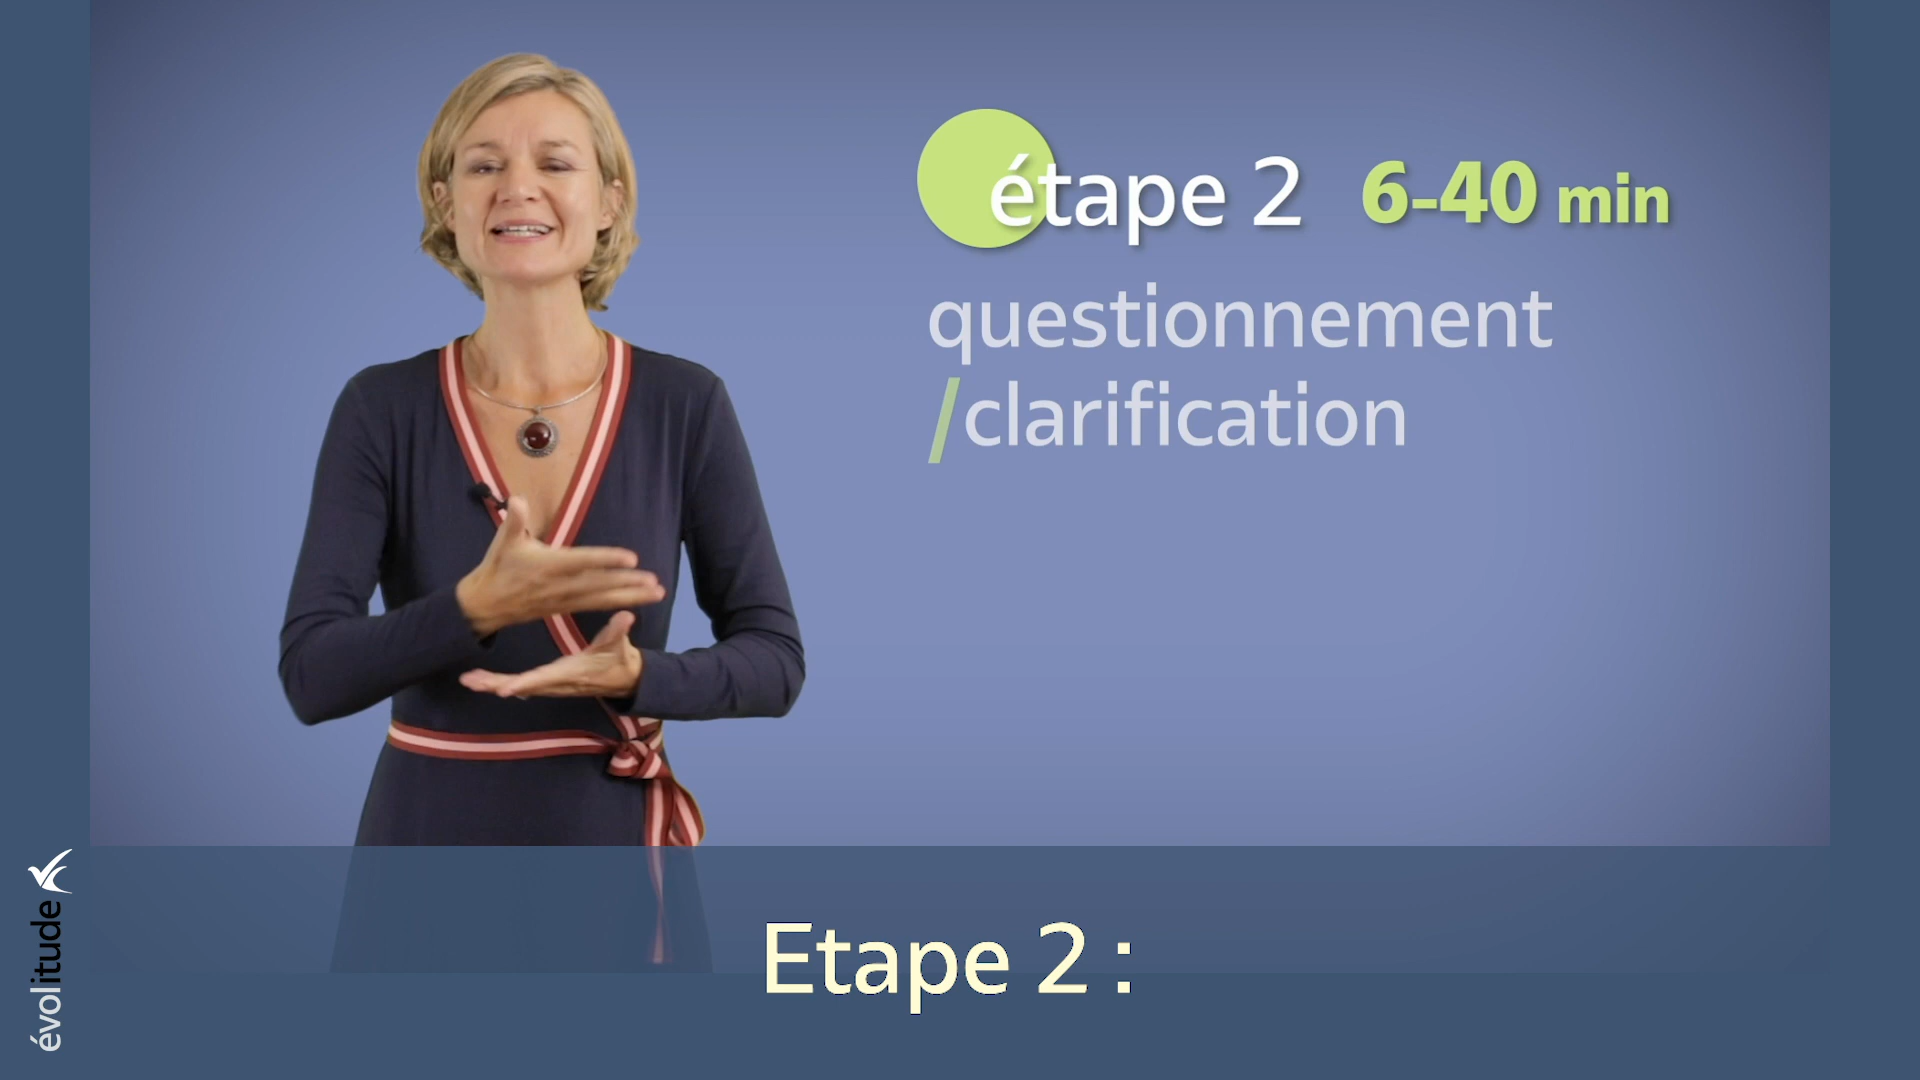 étape 2 6-40 min
questionnement
/clarification
Etape 2 :
évolitude